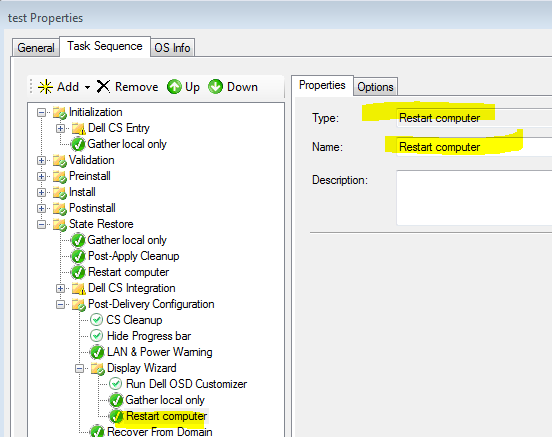 test Properties
General Task Sequence OS Info
Add Remove Up Down
Initialization
Dell CS Entry
Gather local only
Validation
Preinstall
Install
Postinstall
State Restore
Gather local only
Post-Apply Cleanup
Restart computer
Dell CS Integration
Post-Delivery Configuration
CS Cleanup
Hide Progress bar
LAN & Power Warning
Display Wizard
Run Dell OSD Customizer
Gather local only
Restart computer
Recover From Domain
Properties Options
Type: Restart computer
Name: Restart computer
Description: